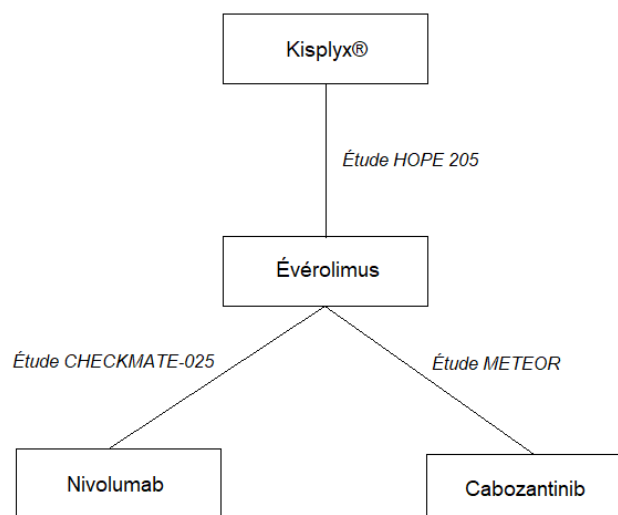 Kisplyx®
Étude HOPE 205
Évérolimus
Étude CHECKMATE-025
Étude METEOR
Nivolumab
Cabozantinib